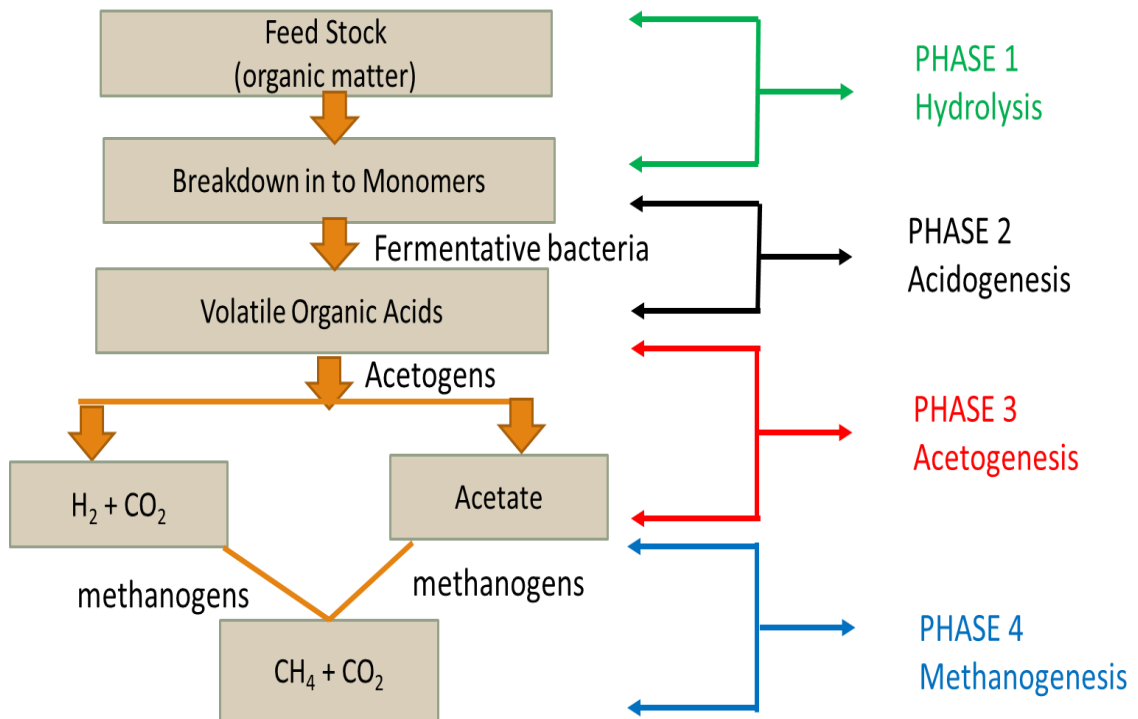 Feed Stock
(organic matter)
PHASE 1
Hydrolysis
Breakdown in to Monomers
Fermentative bacteria
PHASE 2
Acidogenesis
Volatile Organic Acids
Acetogens
PHASE 3
Acetogenesis
H₂ + CO₂
Acetate
methanogens
methanogens
PHASE 4
Methanogenesis
CH₄ + CO₂